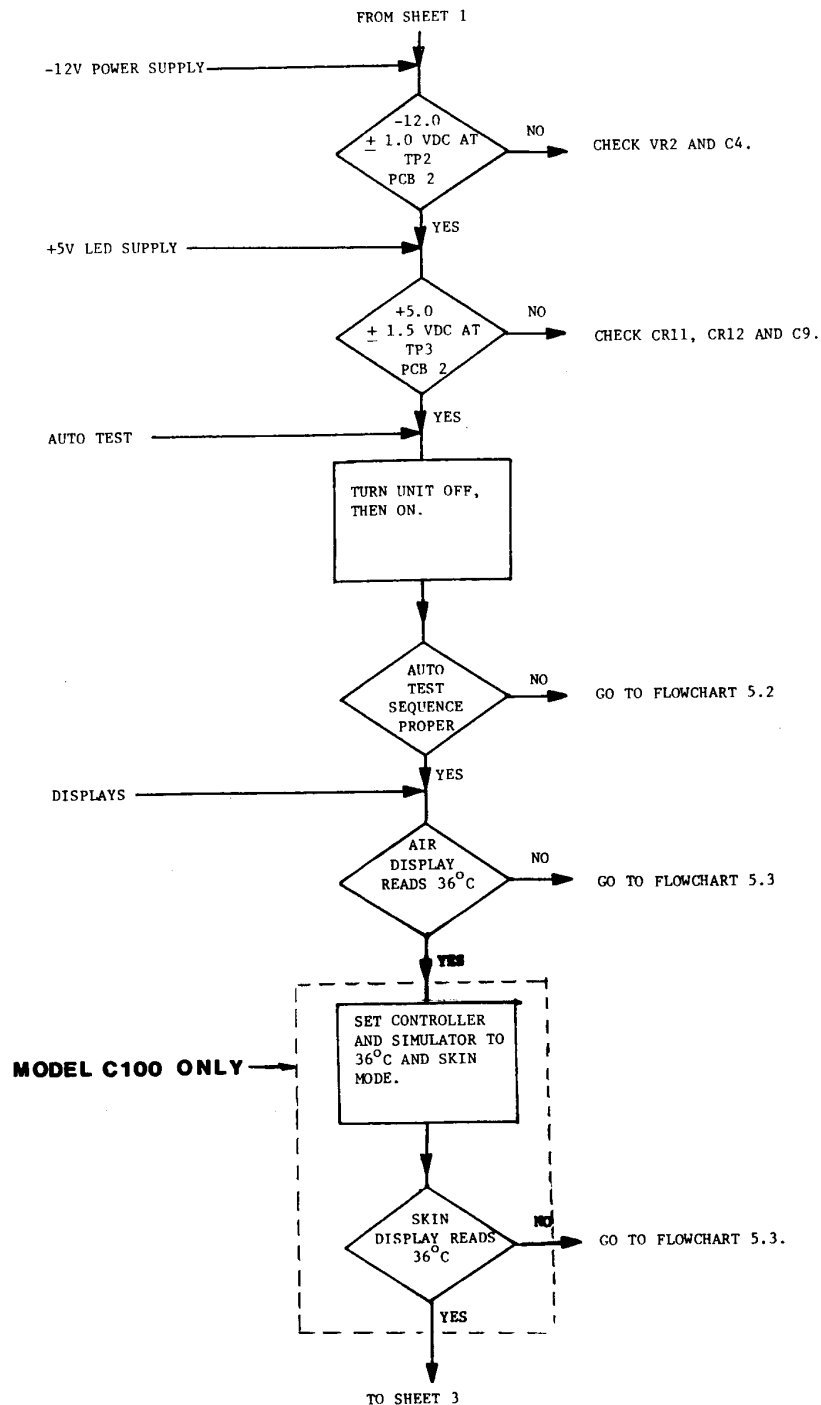 FROM SHEET 1
-12V POWER SUPPLY
-12.0
± 1.0 VDC AT
TP2
PCB 2
NO
CHECK VR2 AND C4.
YES
+5V LED SUPPLY
+5.0
± 1.5 VDC AT
TP3
PCB 2
NO
CHECK CR11, CR12 AND C9.
YES
AUTO TEST
TURN UNIT OFF,
THEN ON.
AUTO
TEST
SEQUENCE
PROPER
NO
GO TO FLOWCHART 5.2
YES
DISPLAYS
AIR
DISPLAY
READS 36°C
NO
GO TO FLOWCHART 5.3
YES
MODEL C100 ONLY
SET CONTROLLER
AND SIMULATOR TO
36°C AND SKIN
MODE.
SKIN
DISPLAY READS
36°C
NO
GO TO FLOWCHART 5.3.
YES
TO SHEET 3